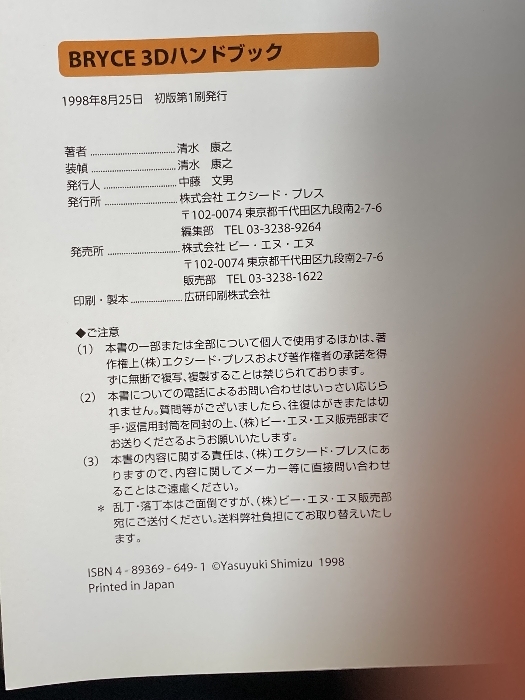 BRYCE 3Dハンドブック
1998年8月25日 初版第1刷発行
著者 ................................ 清水 康之
装幀 ................................ 清水 康之
発行人 ............................ 中藤 文男
発行所 ............................ 株式会社 エクシード・プレス
〒102-0074 東京都千代田区九段南2-7-6
編集部 TEL 03-3238-9264
発売所 ............................ 株式会社 ビー・エヌ・エヌ
〒102-0074 東京都千代田区九段南2-7-6
販売部 TEL 03-3238-1622
印刷・製本 .................... 広研印刷株式会社
◆ご注意
(1) 本書の一部または全部について個人で使用するほかは、著
作権上(株)エクシード・プレスおよび著作権者の承諾を得
ずに無断で複写、複製することは禁じられております。
(2) 本書についての電話によるお問い合わせはいっさい応じら
れません。質問等がございましたら、往復はがきまたは切
手・返信用封筒を同封の上、(株)ビー・エヌ・エヌ販売部まで
お送りくださるようお願いいたします。
(3) 本書の内容に関する責任は、(株)エクシード・プレスにあ
りますので、内容に関してメーカー等に直接問い合わせ
ることはご遠慮ください。
* 乱丁・落丁本はご面倒ですが、(株)ビー・エヌ・エヌ販売部
宛にご送付ください。送料弊社負担にてお取り替えいたし
ます。
ISBN 4 - 89369 - 649- 1 ©Yasuyuki Shimizu 1998
Printed in Japan